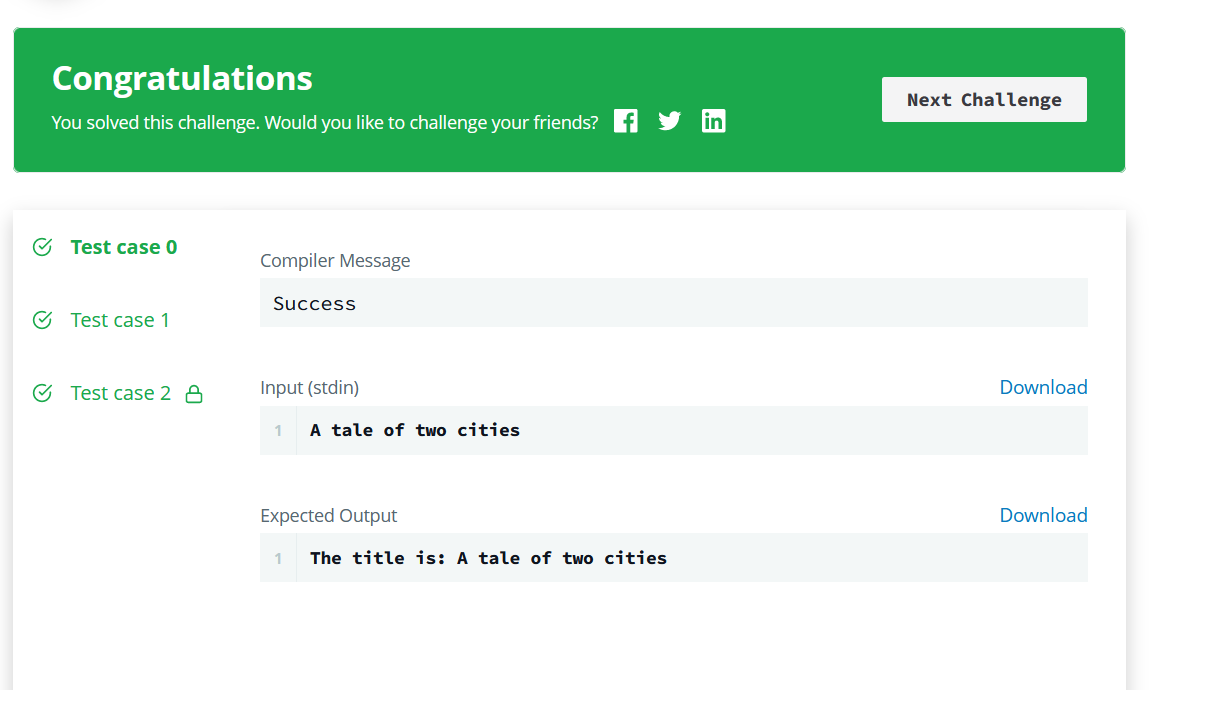 Congratulations
You solved this challenge. Would you like to challenge your friends?
Next Challenge
Test case 0
Test case 1
Test case 2
Compiler Message
Success
Input (stdin)
Download
1 A tale of two cities
Expected Output
Download
1 The title is: A tale of two cities